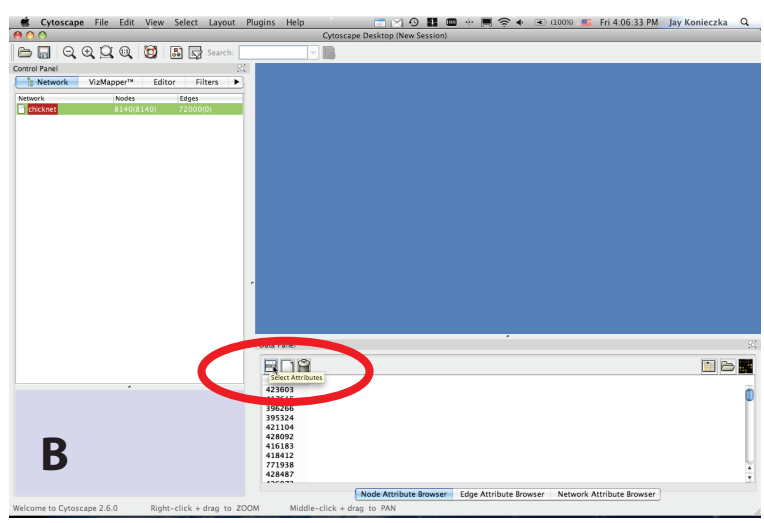 Cytoscape File Edit View Select Layout Plugins Help (100%) Fri 4:06:33 PM Jay Konieczka
Cytoscape Desktop (New Session)
Search:
Control Panel
Network VizMapper™ Editor Filters
Network Nodes Edges
chicknet 8140(8140) 72000(0)
Data Panel
Select Attributes
423603
396266
395324
421104
428092
416183
418412
771938
428487
B
Node Attribute Browser Edge Attribute Browser Network Attribute Browser
Welcome to Cytoscape 2.6.0 Right-click + drag to ZOOM Middle-click + drag to PAN